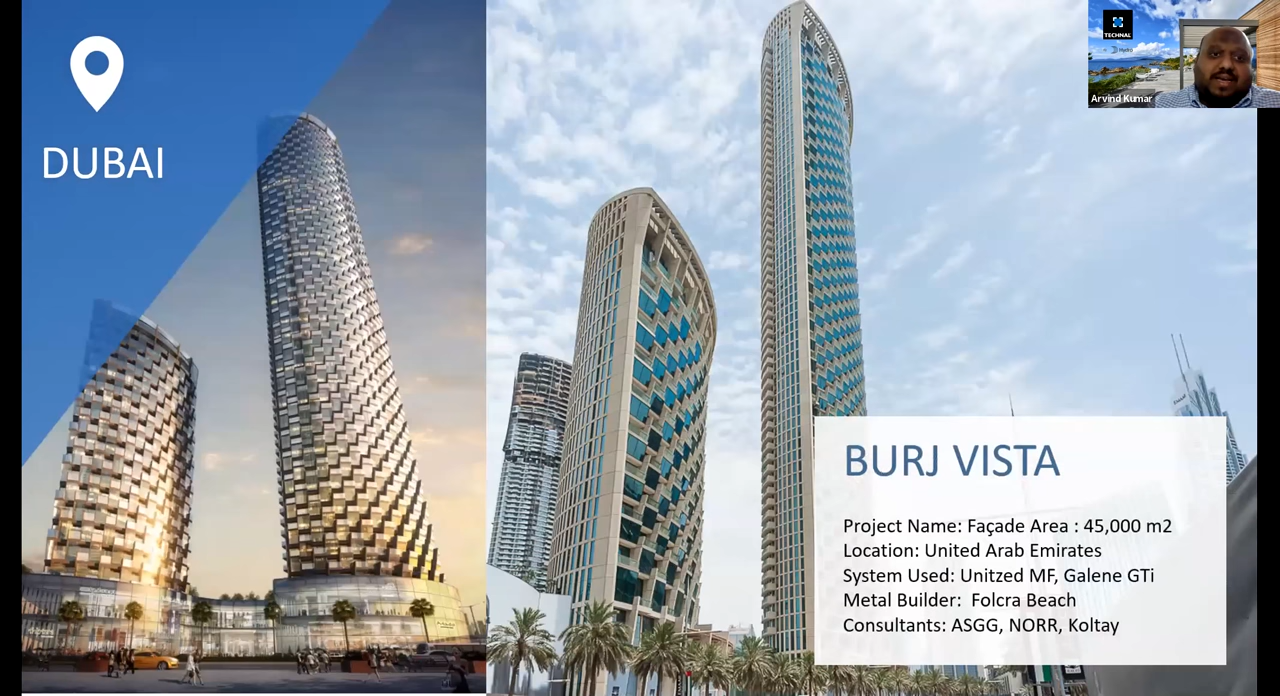 DUBAI
TECHNAL
Hydro
Arvind Kumar
BURJ VISTA
Project Name: Façade Area : 45,000 m2
Location: United Arab Emirates
System Used: Unitzed MF, Galene GTi
Metal Builder:  Folcra Beach
Consultants: ASGG, NORR, Koltay